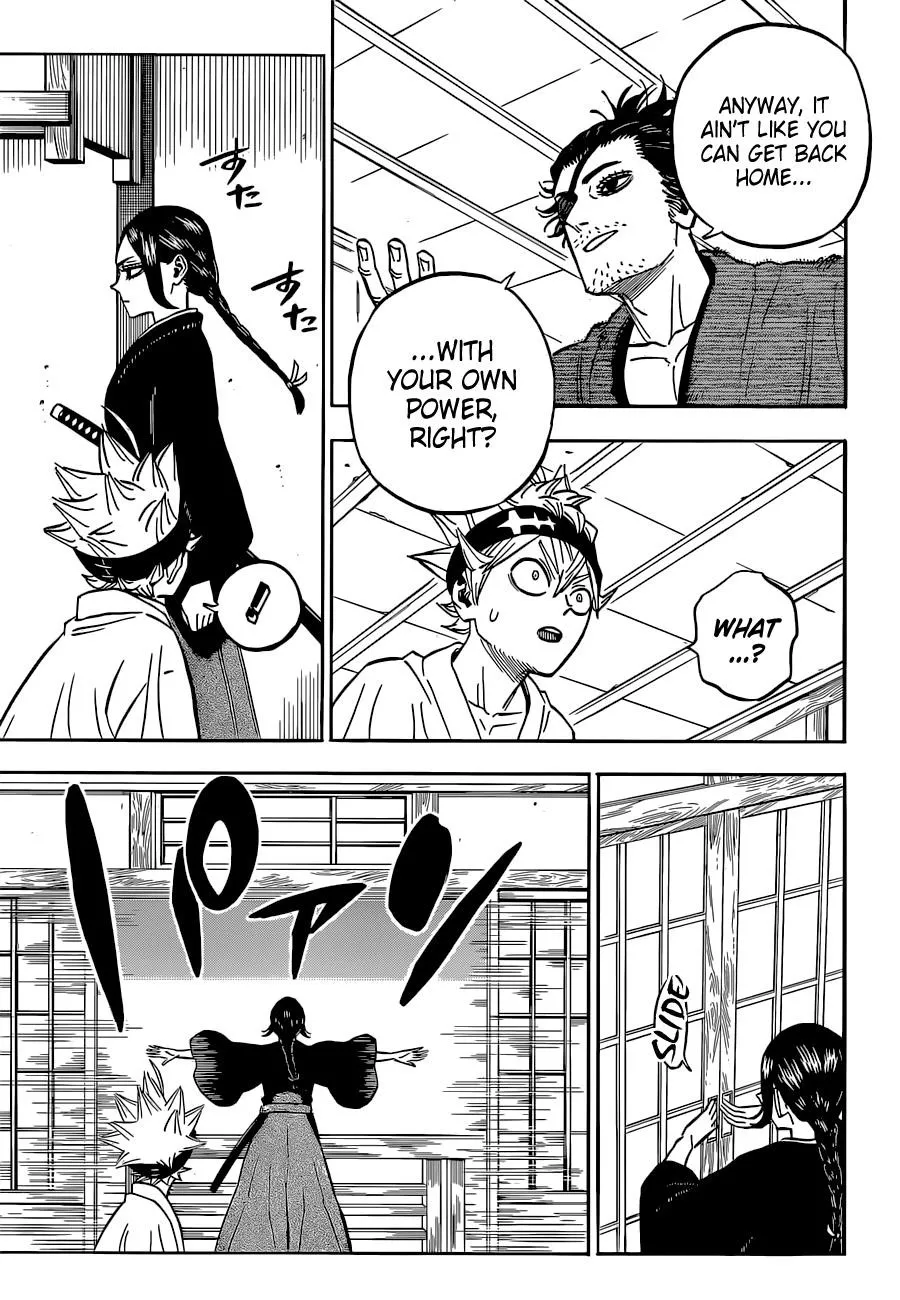 ANYWAY, IT
AIN'T LIKE YOU
CAN GET BACK
HOME...
...WITH
YOUR OWN
POWER,
RIGHT?
すた
すた
!
WHAT
...?
SLIDE
パァン